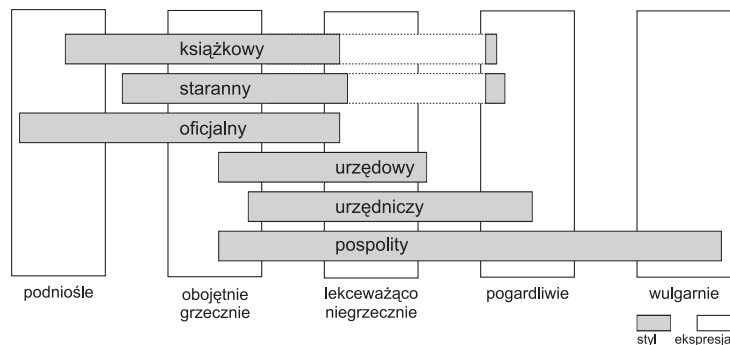 książkowy
staranny
oficjalny
urzędowy
urzędniczy
pospolity
podniośle
obojętnie
grzecznie
lekceważąco
niegrzecznie
pogardliwie
wulgarnie
styl
ekspresja